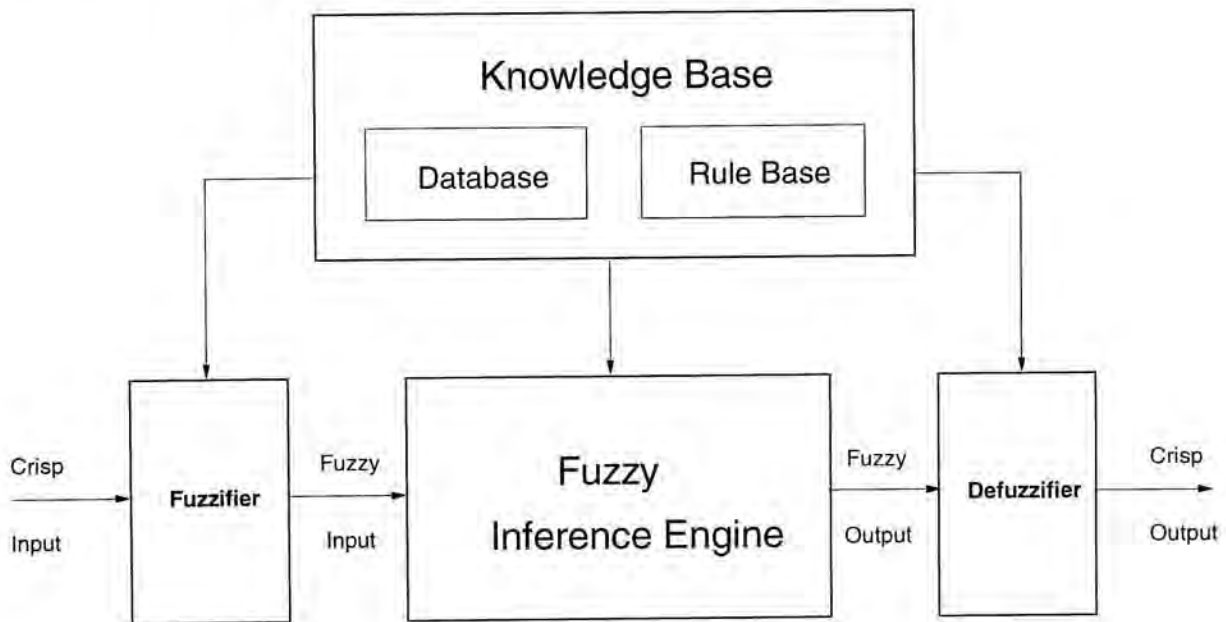 Knowledge Base
Database
Rule Base
Crisp
Input
Fuzzifier
Fuzzy
Input
Fuzzy
Inference Engine
Fuzzy
Output
Defuzzifier
Crisp
Output